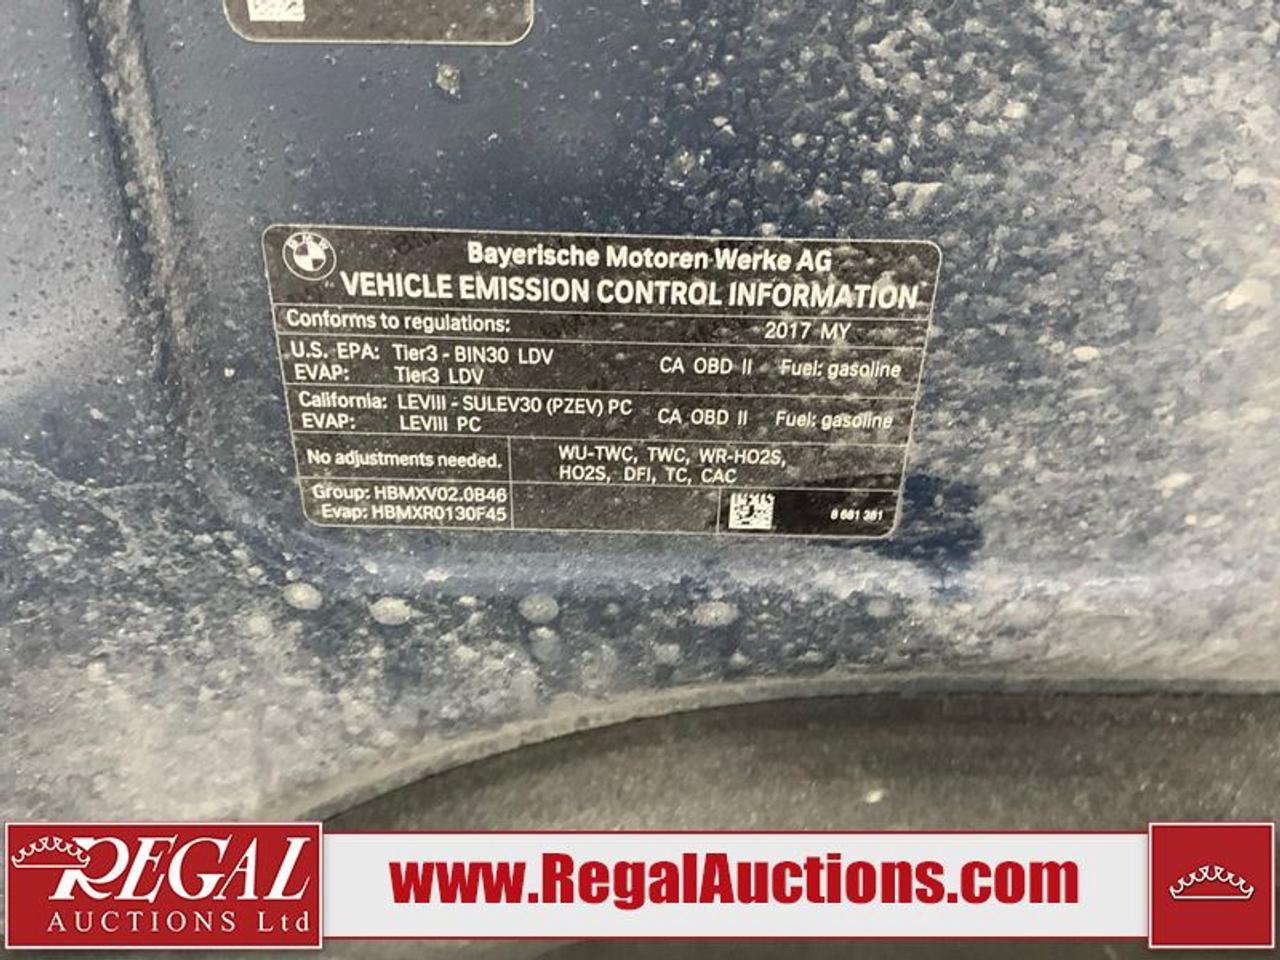 BMW
Bayerische Motoren Werke AG
VEHICLE EMISSION CONTROL INFORMATION
Conforms to regulations: 2017 MY
U.S. EPA: Tier3 - BIN30 LDV CA OBD II Fuel: gasoline
EVAP: Tier3 LDV
California: LEVIII - SULEV30 (PZEV) PC CA OBD II Fuel: gasoline
EVAP: LEVIII PC
No adjustments needed. WU-TWC, TWC, WR-HO2S,
HO2S, DFI, TC, CAC
Group: HBMXV02.0B46
Evap: HBMXR0130F45
8 681 381
REGAL
AUCTIONS Ltd
www.RegalAuctions.com